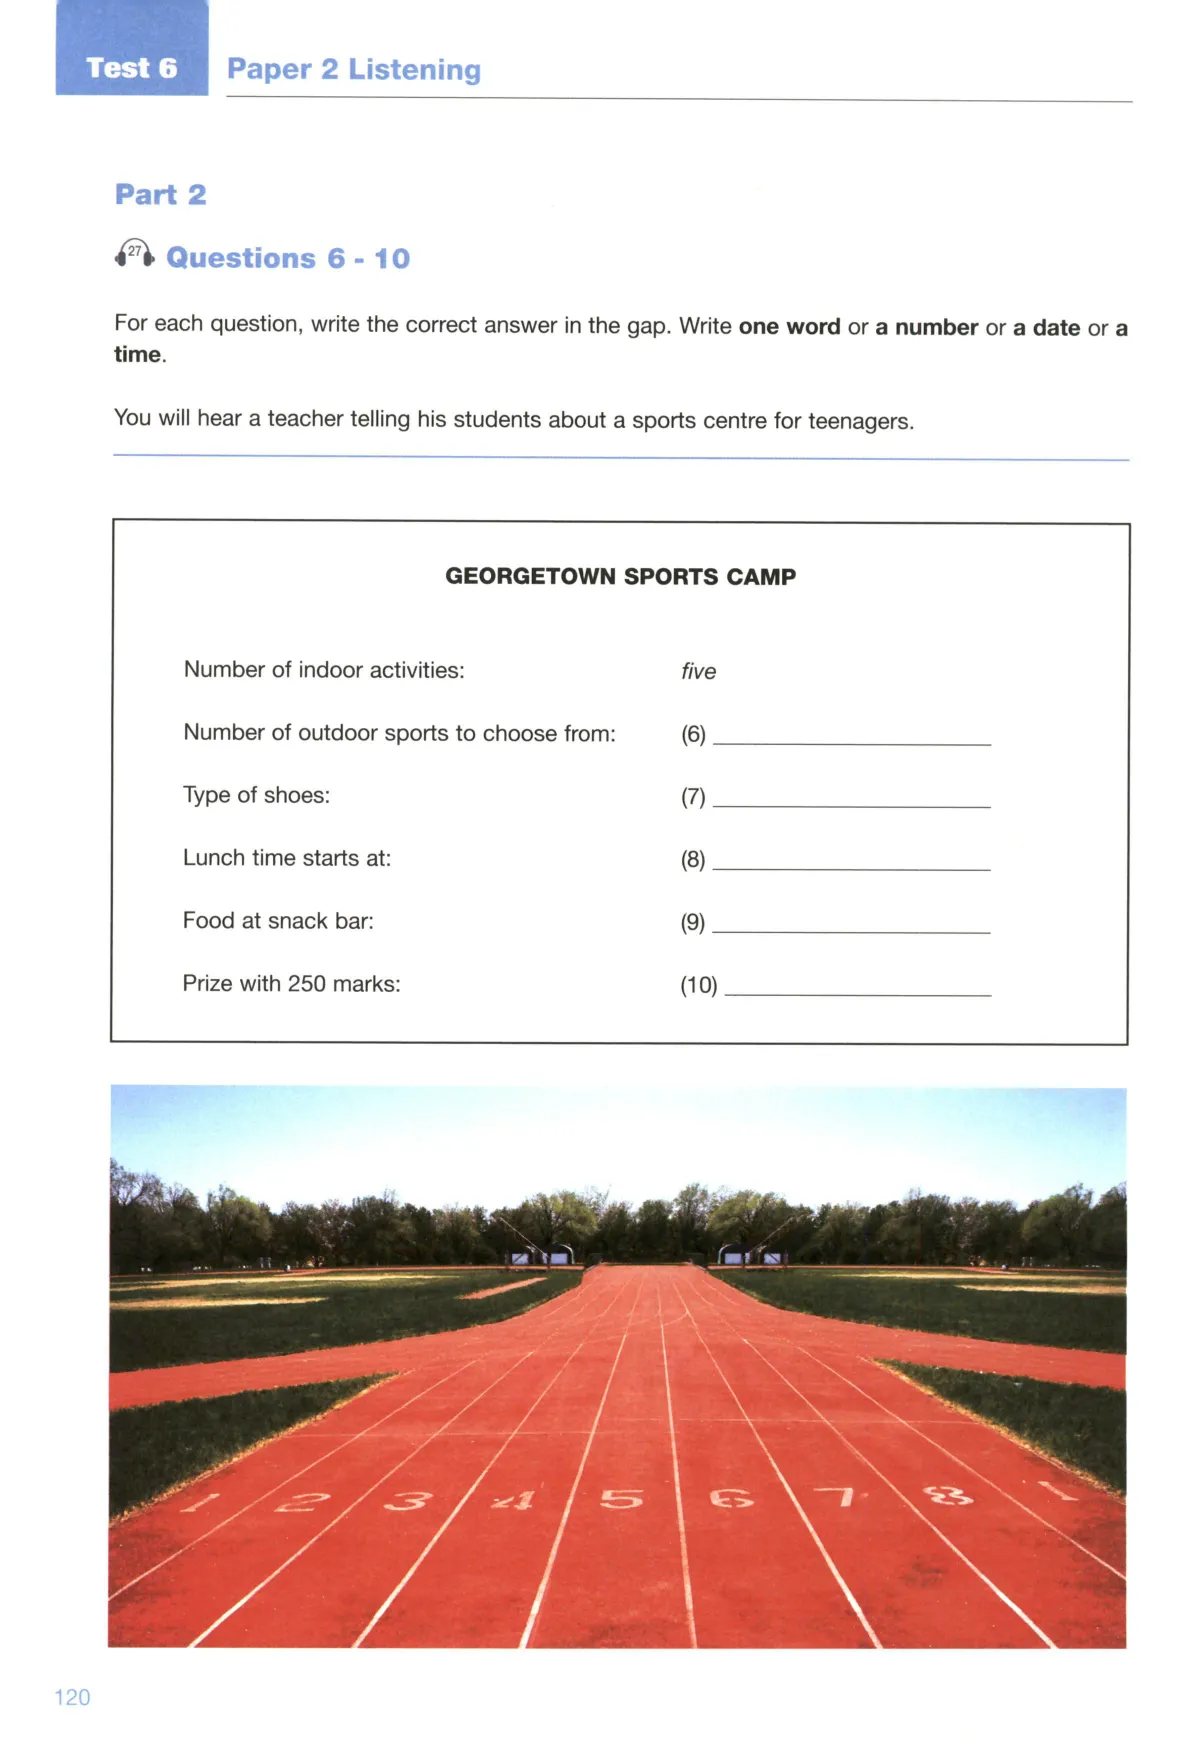 Test 6 Paper 2 Listening
Part 2
27 Questions 6 - 10
For each question, write the correct answer in the gap. Write one word or a number or a date or a
time.
You will hear a teacher telling his students about a sports centre for teenagers.
GEORGETOWN SPORTS CAMP
Number of indoor activities: five
Number of outdoor sports to choose from: (6)
Type of shoes: (7)
Lunch time starts at: (8)
Food at snack bar: (9)
Prize with 250 marks: (10)
1 2 3 4 5 6 7 8 1
120